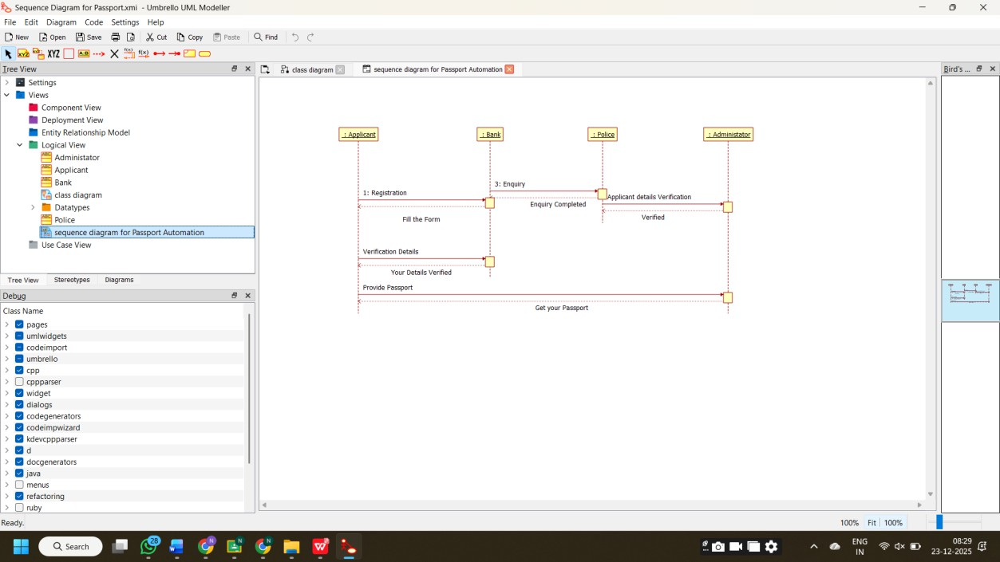 Sequence Diagram for Passport.xmi - Umbrello UML Modeller
File Edit Diagram Code Settings Help
New Open Save Cut Copy Paste Find
XYZ XYZ A:B f(x) f(x)
Tree View
class diagram
sequence diagram for Passport Automation
Bird's ...
Settings
Views
Component View
Deployment View
Entity Relationship Model
Logical View
Administator
Applicant
Bank
class diagram
Datatypes
Police
sequence diagram for Passport Automation
Use Case View
Tree View Stereotypes Diagrams
Debug
Class Name
pages
umlwidgets
codeimport
umbrello
cpp
cppparser
widget
dialogs
codegenerators
codeimpwizard
kdevcppparser
d
docgenerators
java
menus
refactoring
ruby
: Applicant
: Bank
: Police
: Administator
3: Enquiry
1: Registration
Applicant details Verification
Enquiry Completed
Fill the Form
Verified
Verification Details
Your Details Verified
Provide Passport
Get your Passport
Ready.
100% Fit 100%
Search
28
ENG
IN
08:29
23-12-2025